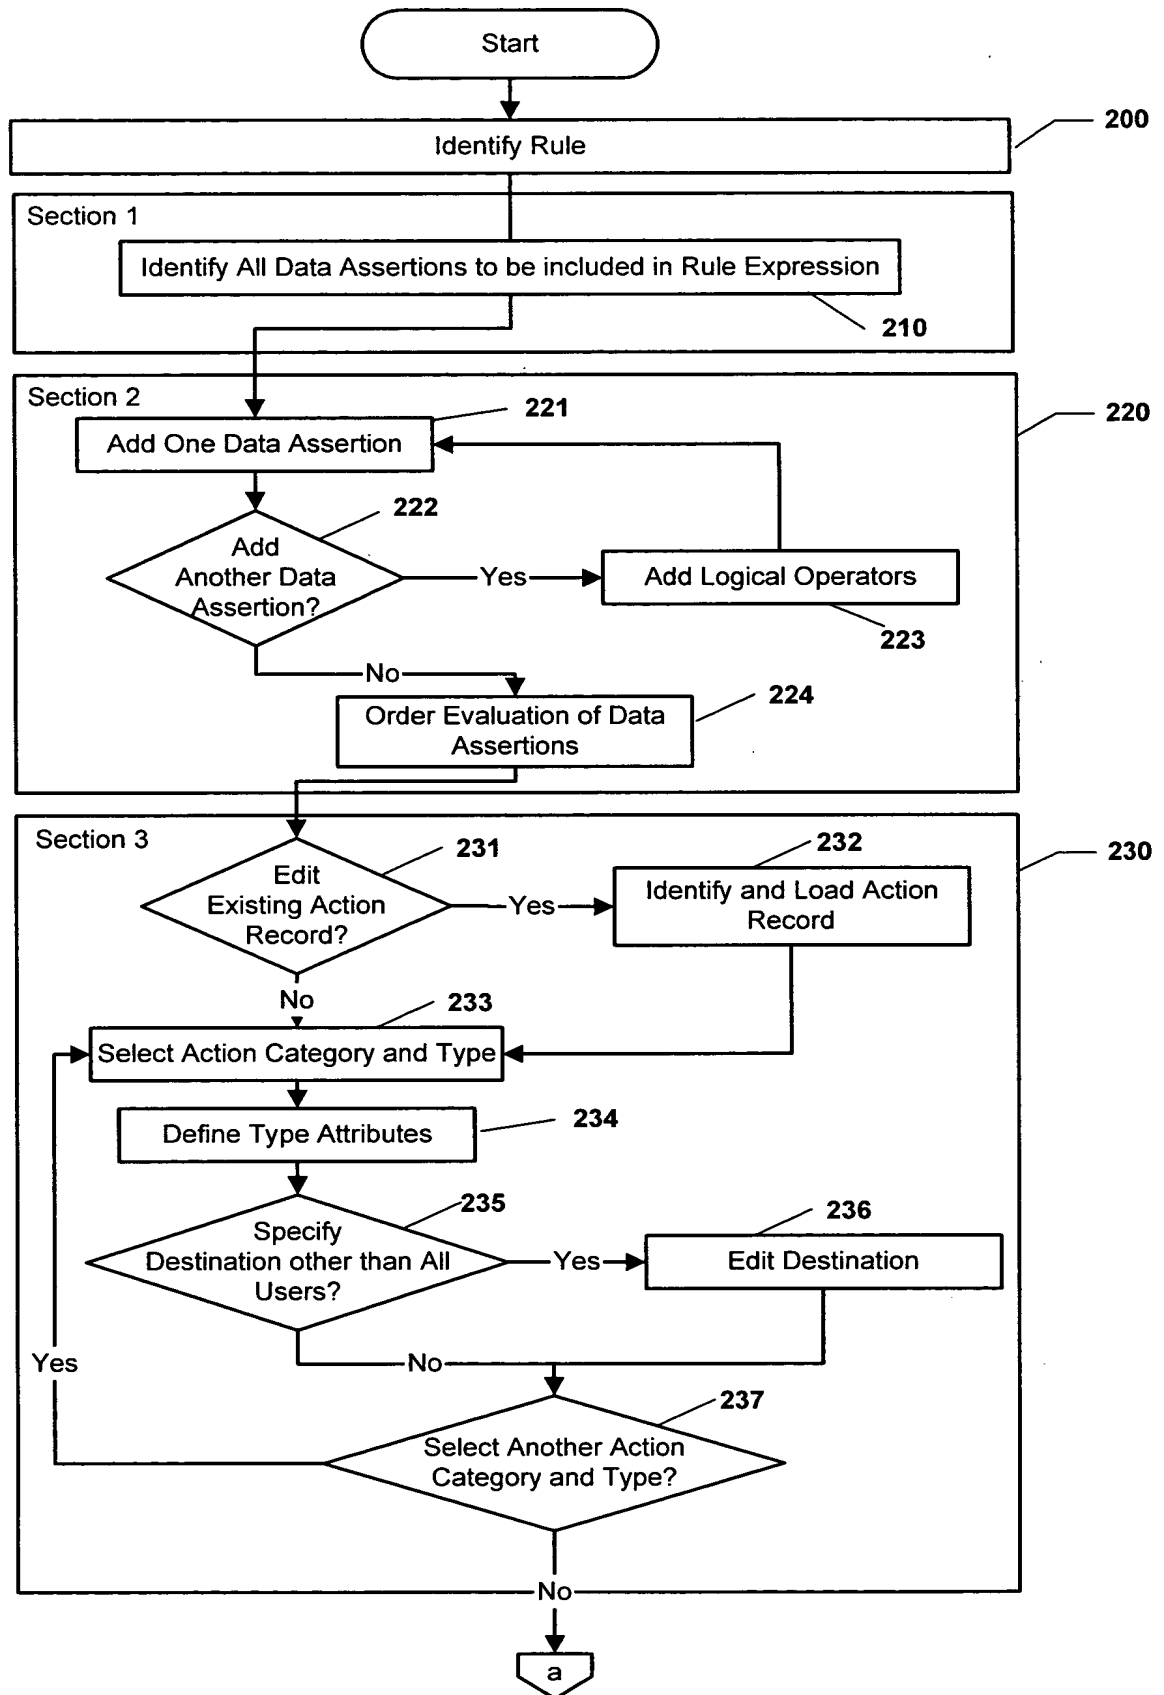 Start
200
Identify Rule
Section 1
Identify All Data Assertions to be included in Rule Expression
210
Section 2
220
221
Add One Data Assertion
222
Add
Another Data
Assertion?
Yes
Add Logical Operators
223
No
224
Order Evaluation of Data
Assertions
Section 3
230
231
232
Edit
Existing Action
Record?
Yes
Identify and Load Action
Record
No
233
Select Action Category and Type
234
Define Type Attributes
235
236
Specify
Destination other than All
Users?
Yes
Edit Destination
No
Yes
237
Select Another Action
Category and Type?
No
a